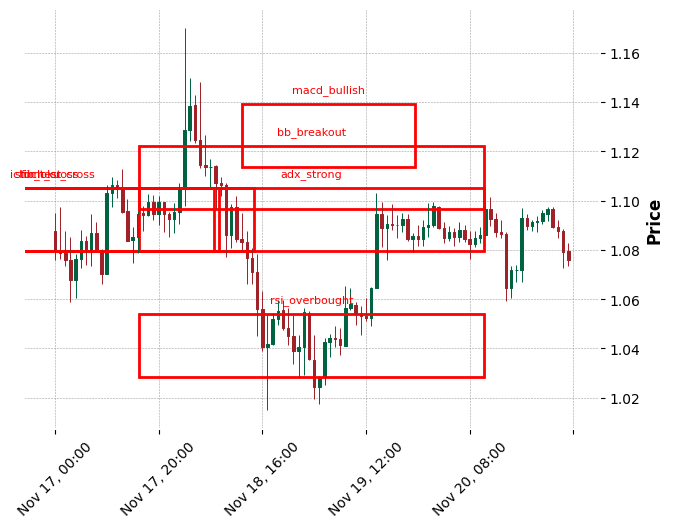 1.16
macd_bullish
1.14
bb_breakout
1.12
adx_strong
1.10
Price
1.08
rsi_overbought
1.06
1.04
1.02
Nov 17, 00:00
Nov 17, 20:00
Nov 18, 16:00
Nov 19, 12:00
Nov 20, 08:00